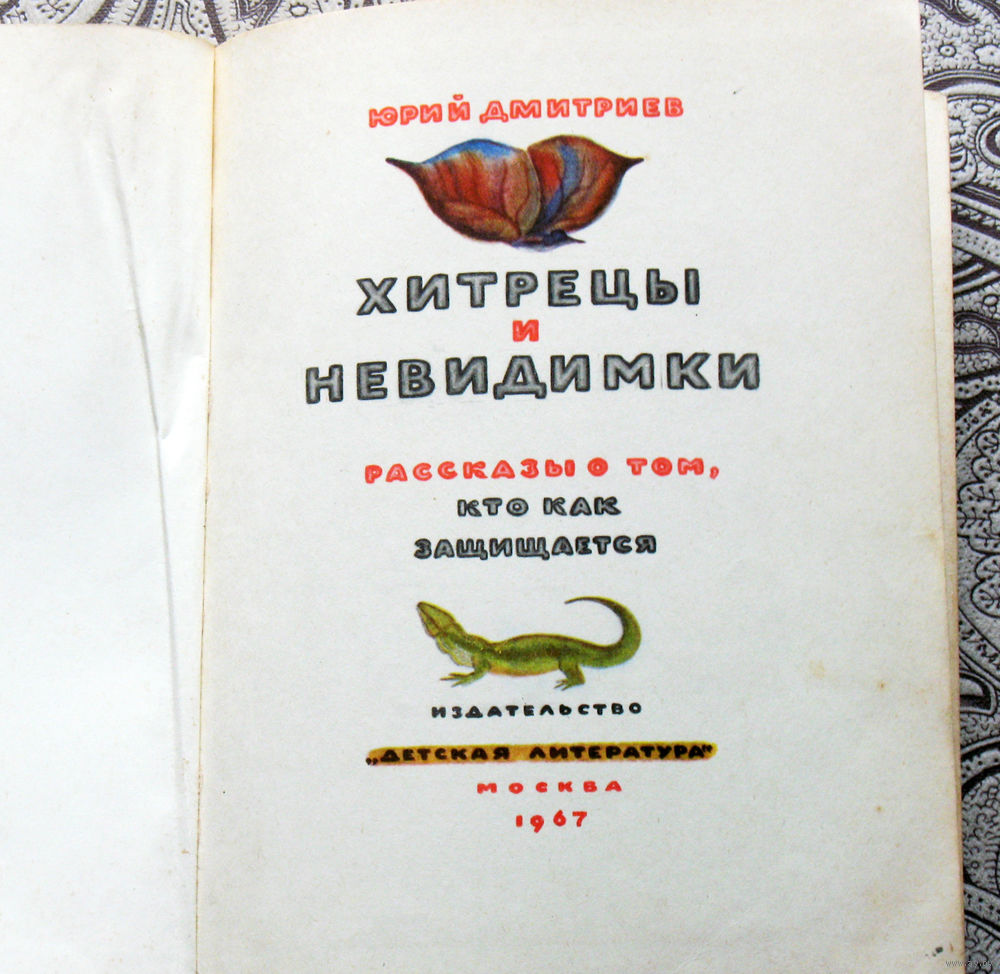 ЮРИЙ ДМИТРИЕВ
ХИТРЕЦЫ
И
НЕВИДИМКИ
РАССКАЗЫ О ТОМ,
КТО КАК
ЗАЩИЩАЕТСЯ
ИЗДАТЕЛЬСТВО
„ДЕТСКАЯ ЛИТЕРАТУРА"
МОСКВА
1967